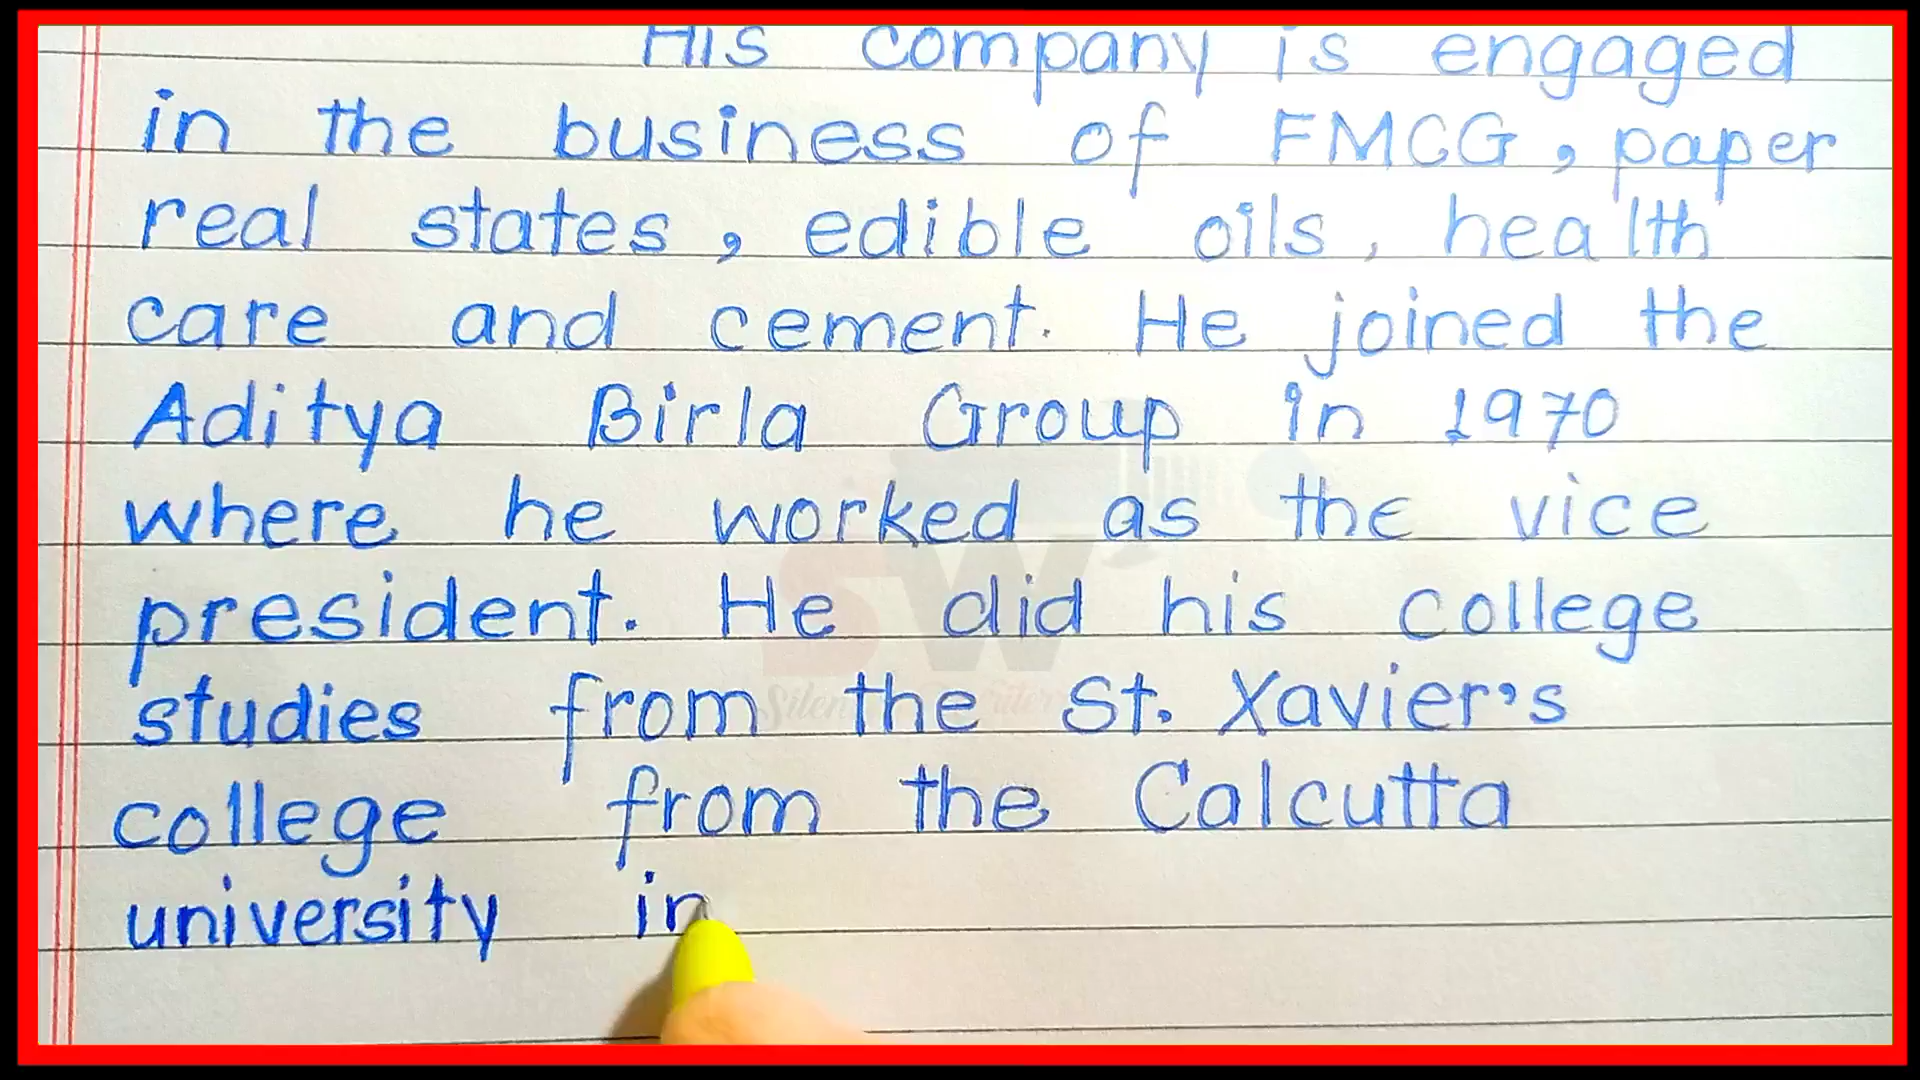 His company is engaged
in the business of FMCG, paper
real states, edible oils, health
care and cement. He joined the
Aditya Birla Group in 1970
where he worked as the vice
president. He did his college
studies from the St. Xavier's
college from the Calcutta
university in
SW